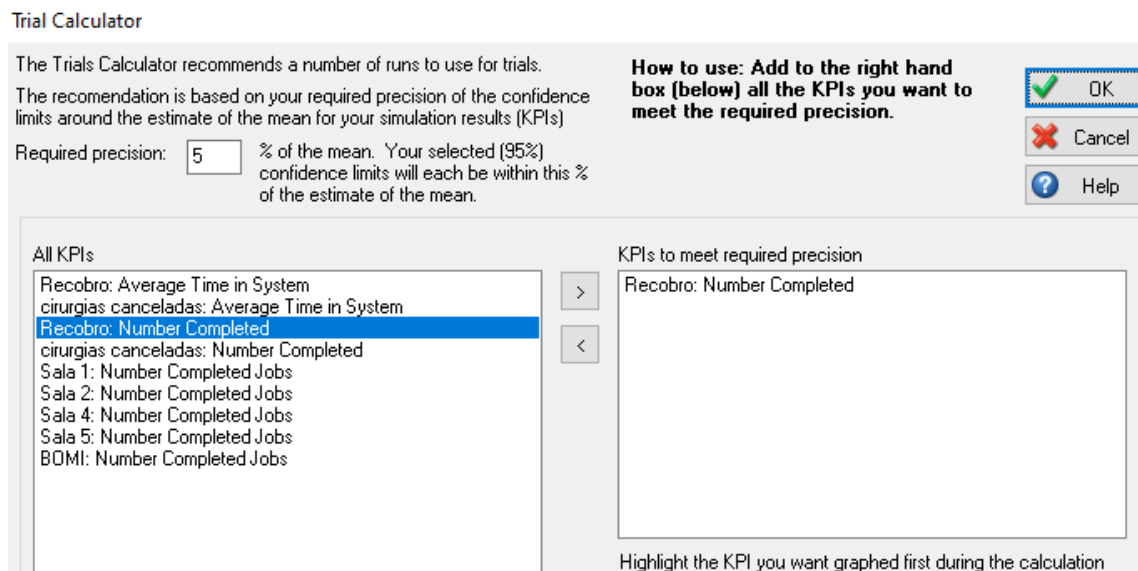 Trial Calculator
The Trials Calculator recommends a number of runs to use for trials.
The recomendation is based on your required precision of the confidence
limits around the estimate of the mean for your simulation results (KPIs)
Required precision: 5 % of the mean. Your selected (95%)
confidence limits will each be within this %
of the estimate of the mean.
How to use: Add to the right hand
box (below) all the KPIs you want to
meet the required precision.
OK
Cancel
Help
All KPIs
Recobro: Average Time in System
cirurgias canceladas: Average Time in System
Recobro: Number Completed
cirurgias canceladas: Number Completed
Sala 1: Number Completed Jobs
Sala 2: Number Completed Jobs
Sala 4: Number Completed Jobs
Sala 5: Number Completed Jobs
BOMI: Number Completed Jobs
>
<
KPIs to meet required precision
Recobro: Number Completed
Highlight the KPI you want graphed first during the calculation